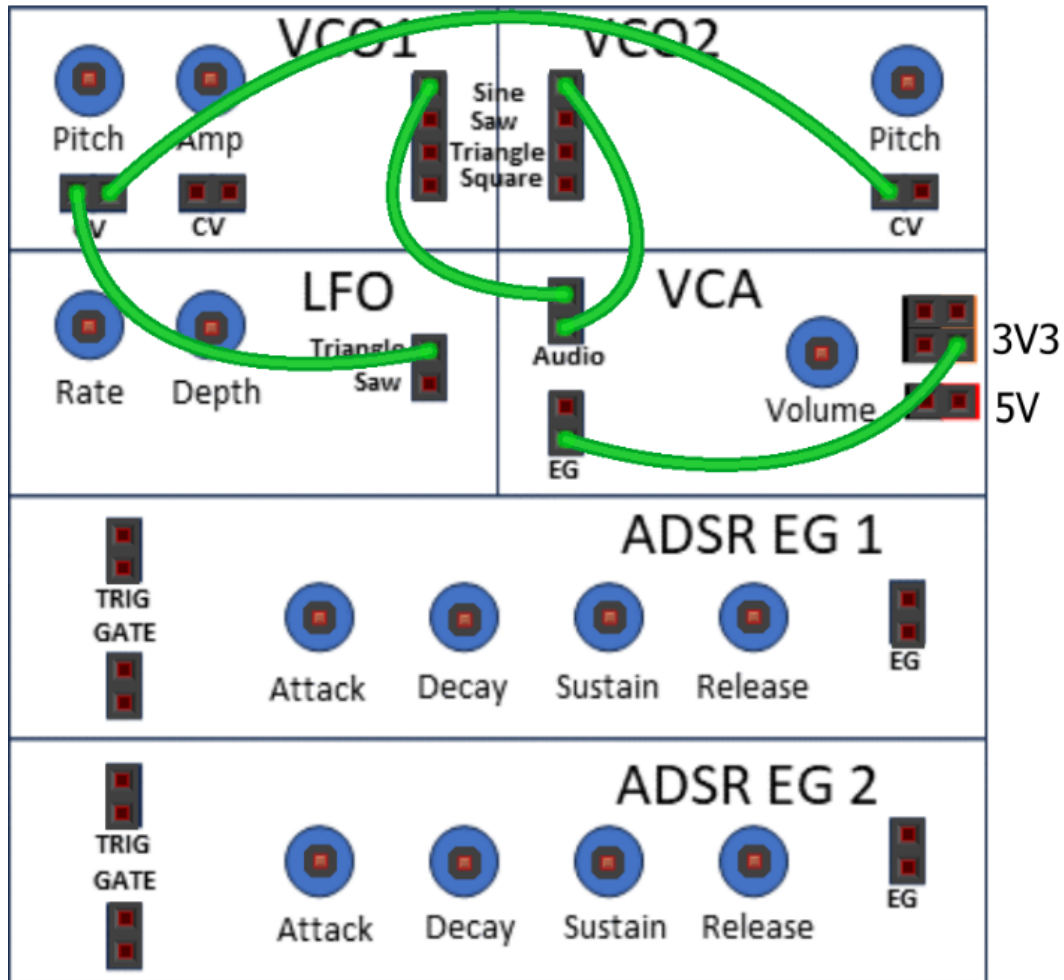 VCO1
VCO2
Pitch
Amp
CV
CV
Sine
Saw
Triangle
Square
Pitch
CV
LFO
Rate
Depth
Triangle
Saw
VCA
Audio
EG
Volume
3V3
5V
ADSR EG 1
TRIG
GATE
Attack
Decay
Sustain
Release
EG
ADSR EG 2
TRIG
GATE
Attack
Decay
Sustain
Release
EG